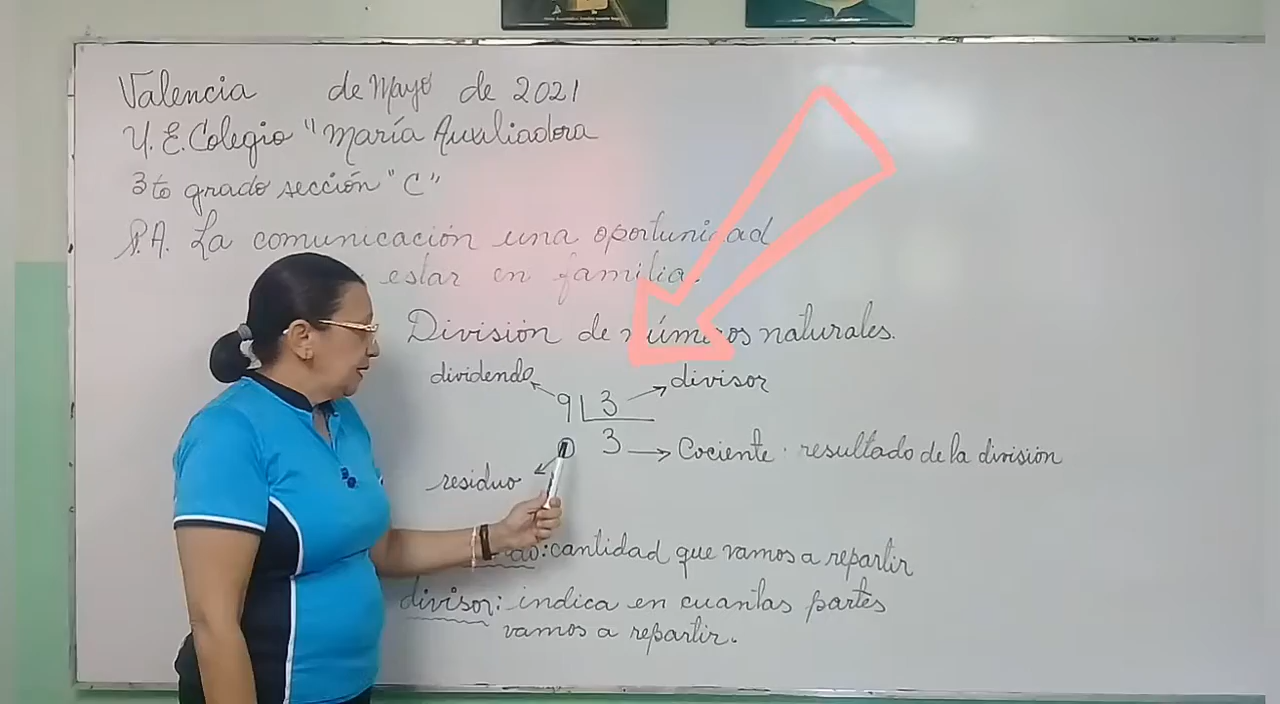 Valencia de Mayo de 2021
U.E. Colegio "María Auxiliadora
3to grado sección "C"
P.A. La comunicación una oportunidad
estar en familia.
División de números naturales.
dividendo
divisor
9 3
3 Cociente: resultado de la división
0
residuo
: cantidad que vamos a repartir
divisor: indica en cuantas partes
vamos a repartir.